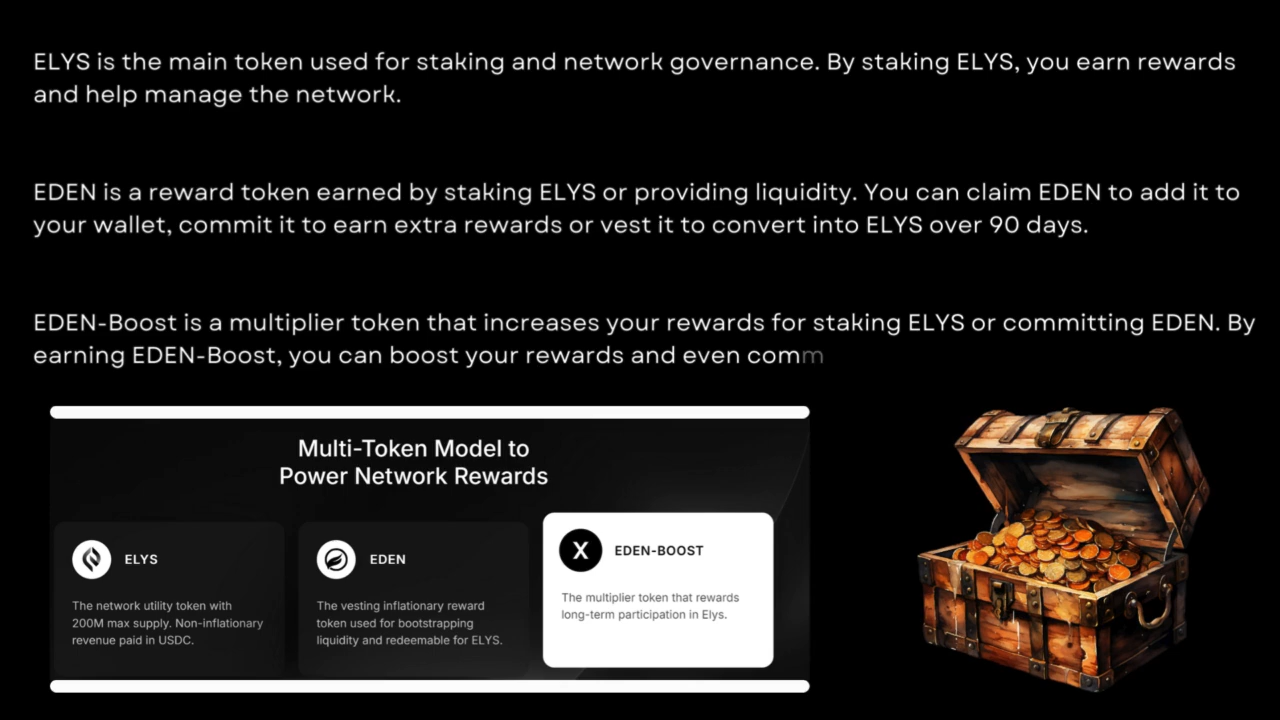 ELYS is the main token used for staking and network governance. By staking ELYS, you earn rewards
and help manage the network.
EDEN is a reward token earned by staking ELYS or providing liquidity. You can claim EDEN to add it to
your wallet, commit it to earn extra rewards or vest it to convert into ELYS over 90 days.
EDEN-Boost is a multiplier token that increases your rewards for staking ELYS or committing EDEN. By
earning EDEN-Boost, you can boost your rewards and even comm
Multi-Token Model to
Power Network Rewards
ELYS
The network utility token with
200M max supply. Non-inflationary
revenue paid in USDC.
EDEN
The vesting inflationary reward
token used for bootstrapping
liquidity and redeemable for ELYS.
X
EDEN-BOOST
The multiplier token that rewards
long-term participation in Elys.